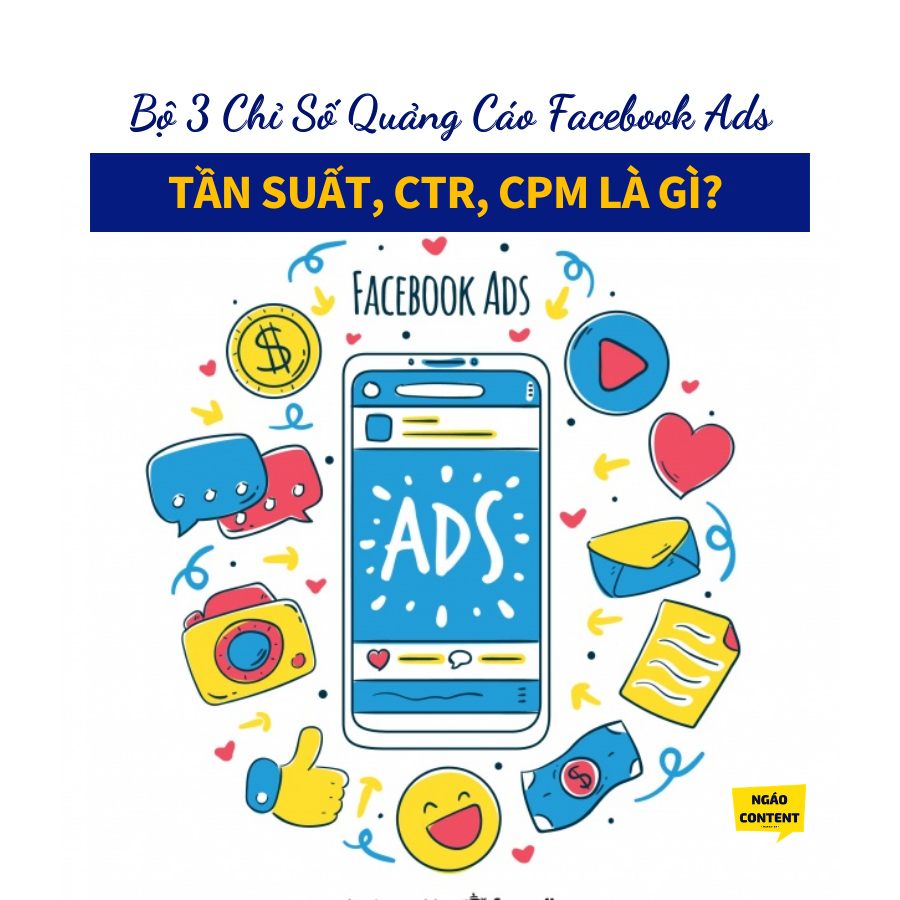 Bộ 3 Chỉ Số Quảng Cáo Facebook Ads
TẦN SUẤT, CTR, CPM LÀ GÌ?
FACEBOOK ADS
ADS
NGÁO
CONTENT